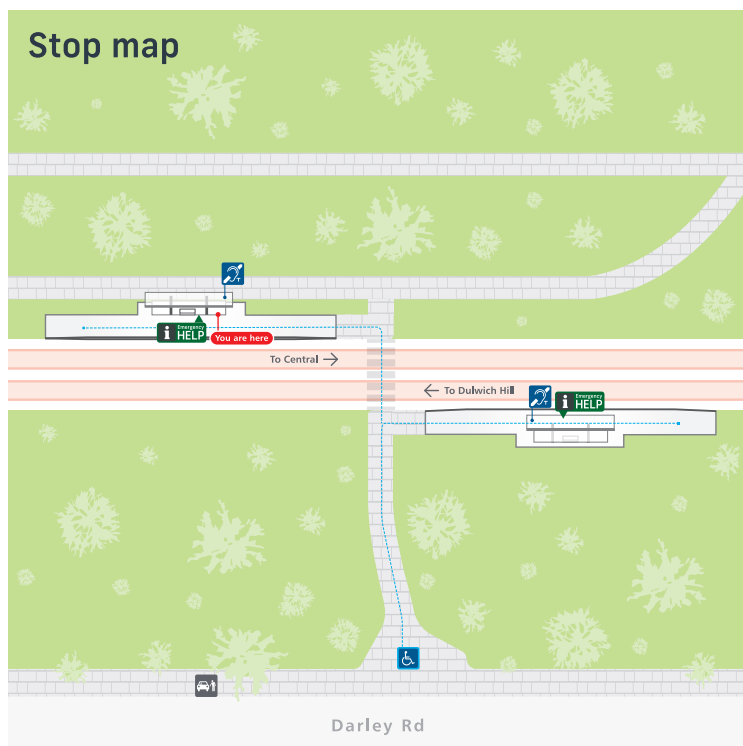 Stop map
T
i Emergency
HELP
You are here
To Central →
← To Dulwich Hill
T
i Emergency
HELP
Darley Rd